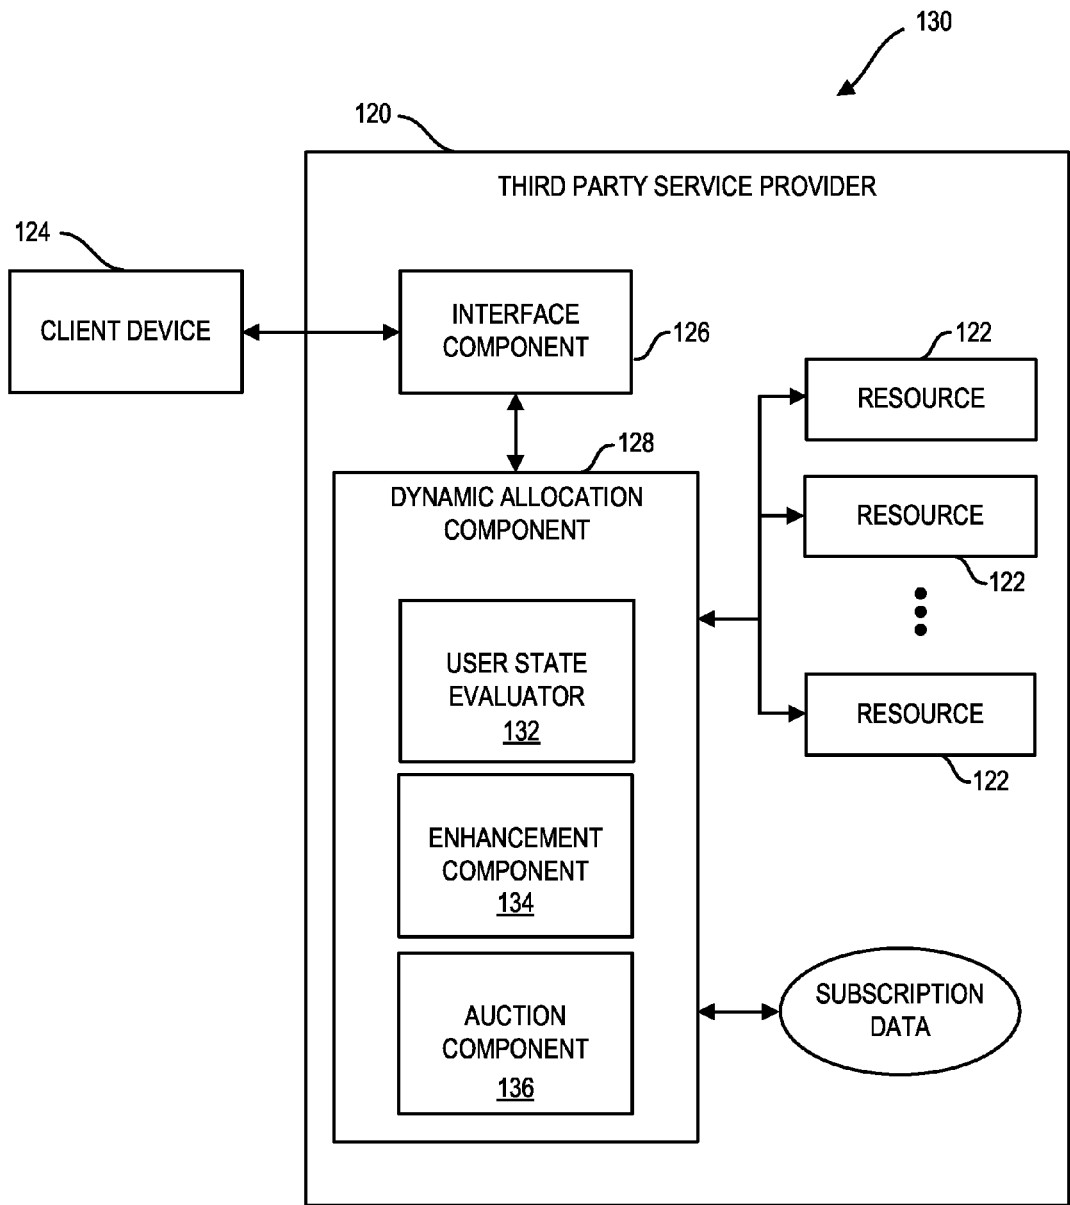 130
120
THIRD PARTY SERVICE PROVIDER
124
CLIENT DEVICE
INTERFACE
COMPONENT
126
122
RESOURCE
128
DYNAMIC ALLOCATION
COMPONENT
RESOURCE
122
USER STATE
EVALUATOR
132
RESOURCE
122
ENHANCEMENT
COMPONENT
134
AUCTION
COMPONENT
136
SUBSCRIPTION
DATA